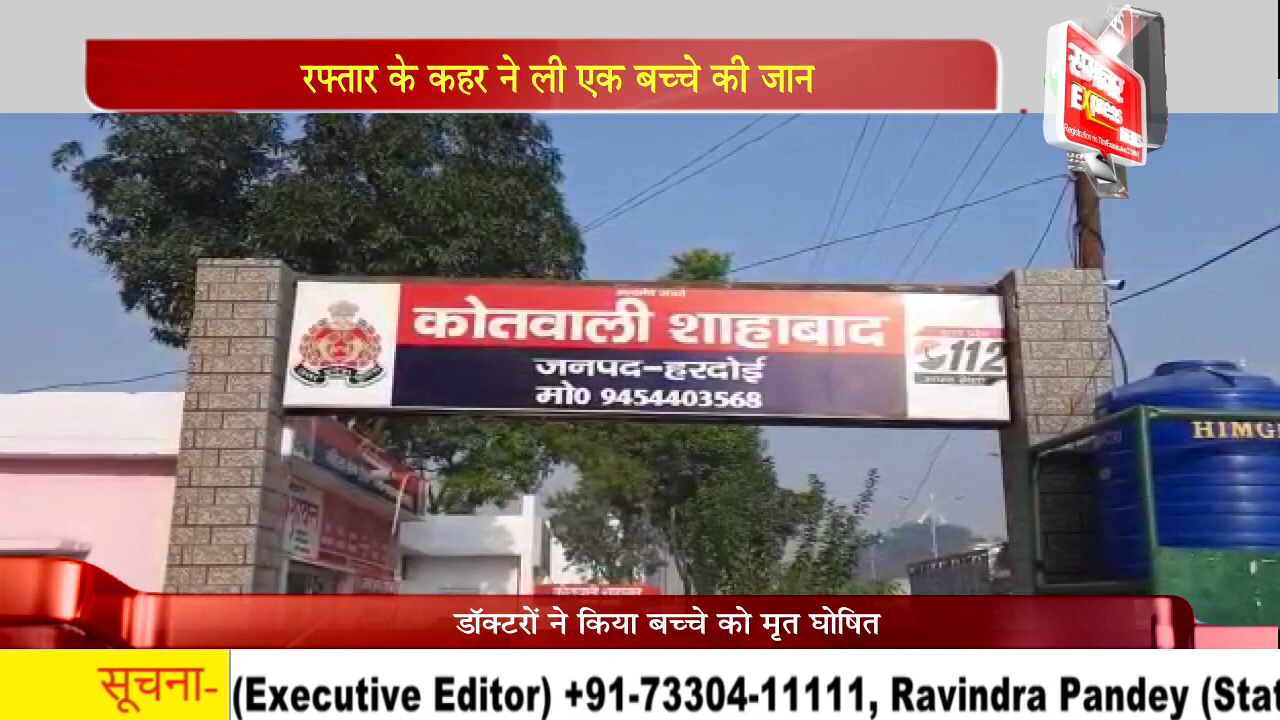 रफ्तार के कहर ने ली एक बच्चे की जान
Express
कोतवाली शाहाबाद
जनपद-हरदोई
मो0 9454403568
112
HIMG
डॉक्टरों ने किया बच्चे को मृत घोषित
सूचना- (Executive Editor) +91-73304-11111, Ravindra Pandey (Stat